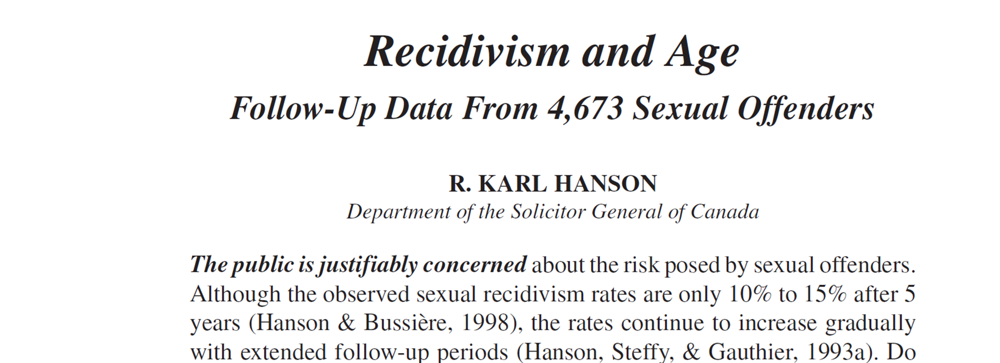 Recidivism and Age
Follow-Up Data From 4,673 Sexual Offenders
R. KARL HANSON
Department of the Solicitor General of Canada
The public is justifiably concerned about the risk posed by sexual offenders.
Although the observed sexual recidivism rates are only 10% to 15% after 5
years (Hanson & Bussière, 1998), the rates continue to increase gradually
with extended follow-up periods (Hanson, Steffy, & Gauthier, 1993a). Do